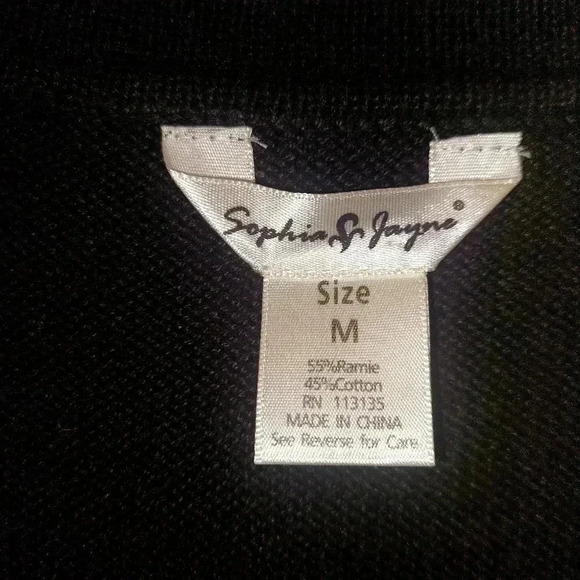 Sophia & Jayne®
Size
M
55%Ramie
45%Cotton
RN 113135
MADE IN CHINA
See Reverse for Care